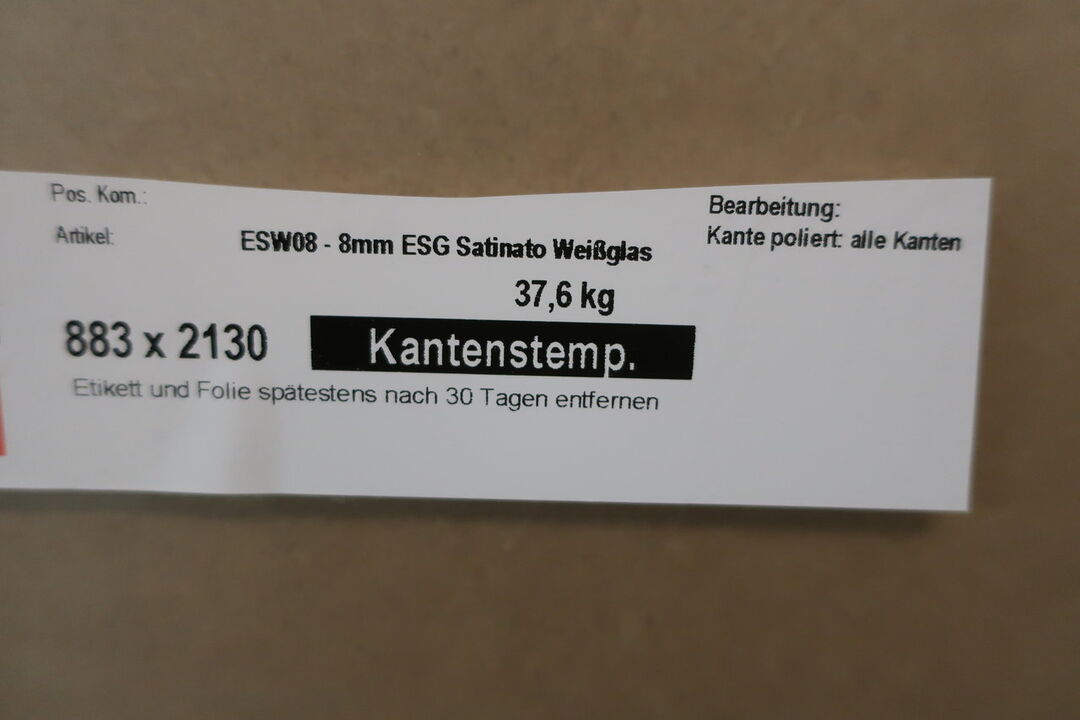 Pos. Kom.:
Artikel:
ESW08 - 8mm ESG Satinato Weißglas
37,6 kg
883 x 2130
Kantenstemp.
Etikett und Folie spätestens nach 30 Tagen entfernen
Bearbeitung:
Kante poliert: alle Kanten